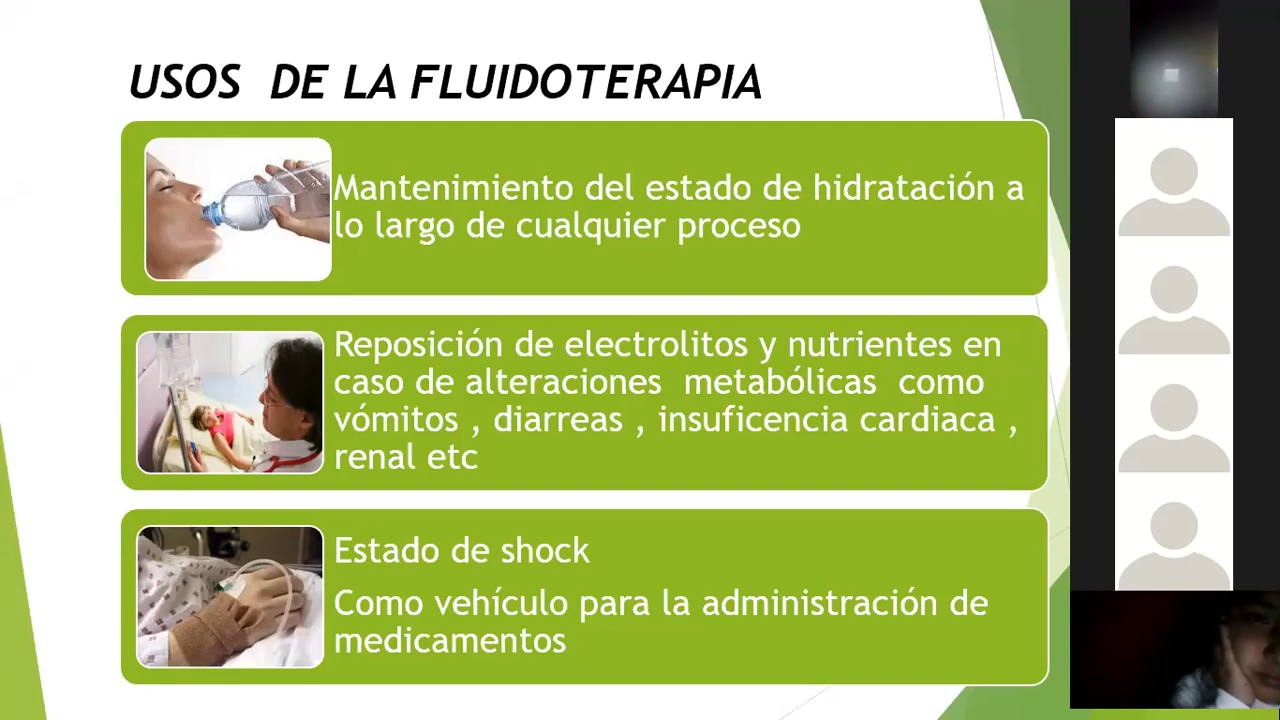 USOS  DE LA FLUIDOTERAPIA
Mantenimiento del estado de hidratación a
lo largo de cualquier proceso
Reposición de electrolitos y nutrientes en
caso de alteraciones  metabólicas  como
vómitos , diarreas , insuficencia cardiaca ,
renal etc
Estado de shock
Como vehículo para la administración de
medicamentos